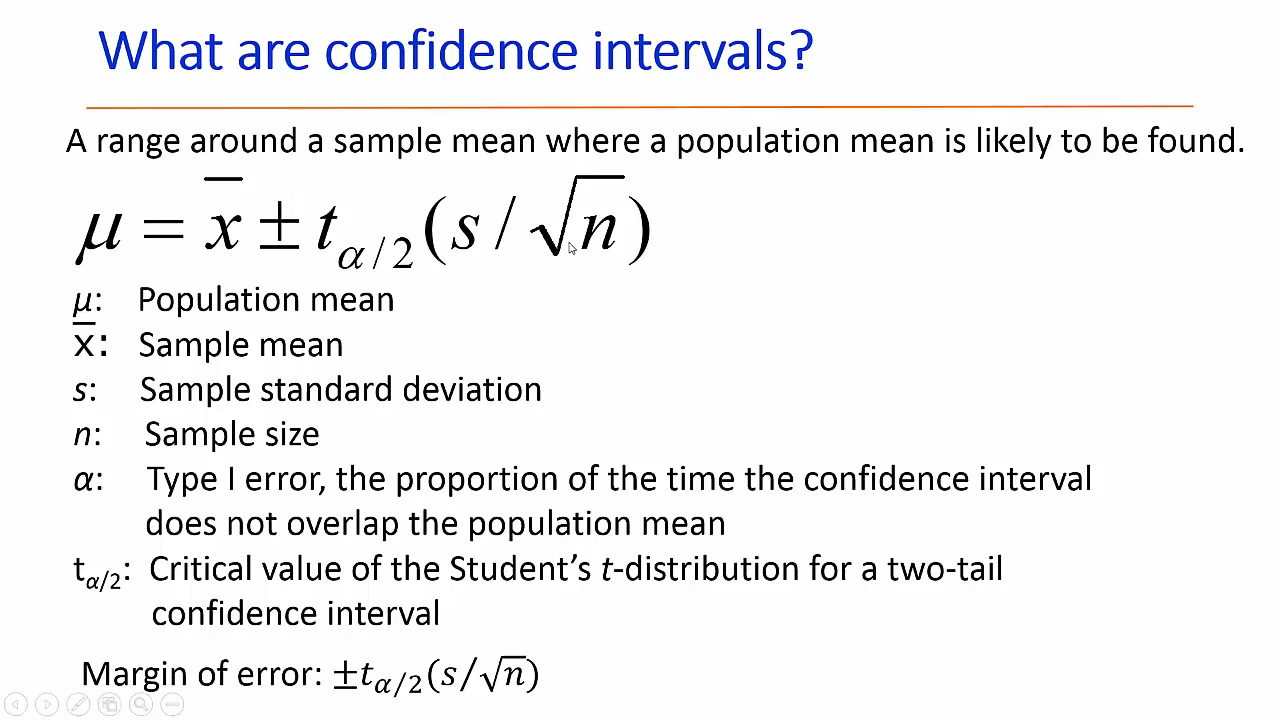 What are confidence intervals?
A range around a sample mean where a population mean is likely to be found.
μ = x̅ ± t_{α/2} (s / √n)
μ: Population mean
x̅: Sample mean
s: Sample standard deviation
n: Sample size
α: Type I error, the proportion of the time the confidence interval
does not overlap the population mean
t_{α/2}: Critical value of the Student’s t-distribution for a two-tail
confidence interval
Margin of error: ±t_{α/2}(s/√n)